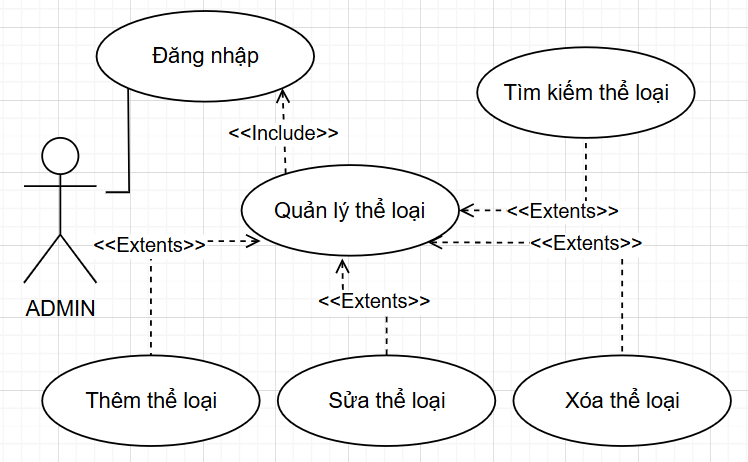 Đăng nhập
Tìm kiếm thể loại
<<Include>>
Quản lý thể loại
<<Extents>>
<<Extents>>
<<Extents>>
<<Extents>>
ADMIN
Thêm thể loại
Sửa thể loại
Xóa thể loại